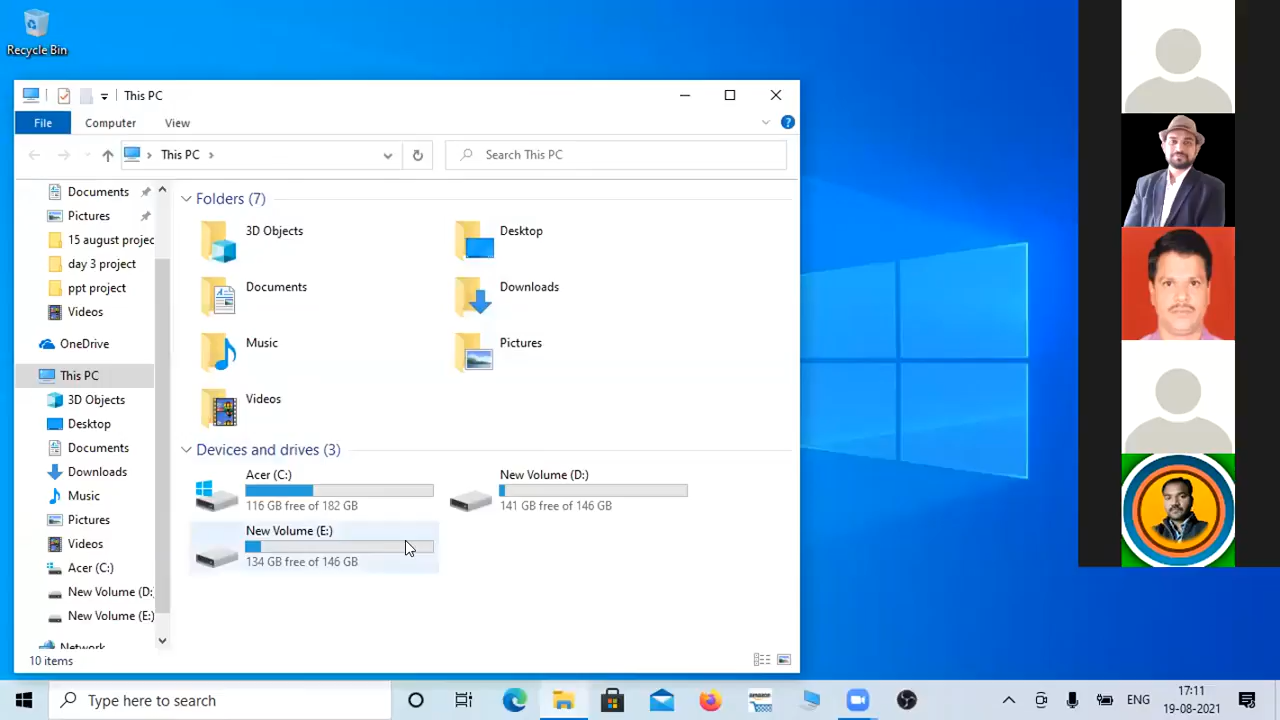 Recycle Bin
This PC
File
Computer
View
This PC
Search This PC
Documents
Pictures
15 august projec
day 3 project
ppt project
Videos
OneDrive
This PC
3D Objects
Desktop
Documents
Downloads
Music
Pictures
Videos
Acer (C:)
New Volume (D:
New Volume (E:)
Network
Folders (7)
3D Objects
Desktop
Documents
Downloads
Music
Pictures
Videos
Devices and drives (3)
Acer (C:)
116 GB free of 182 GB
New Volume (D:)
141 GB free of 146 GB
New Volume (E:)
134 GB free of 146 GB
10 items
Type here to search
ENG
17:11
19-08-2021